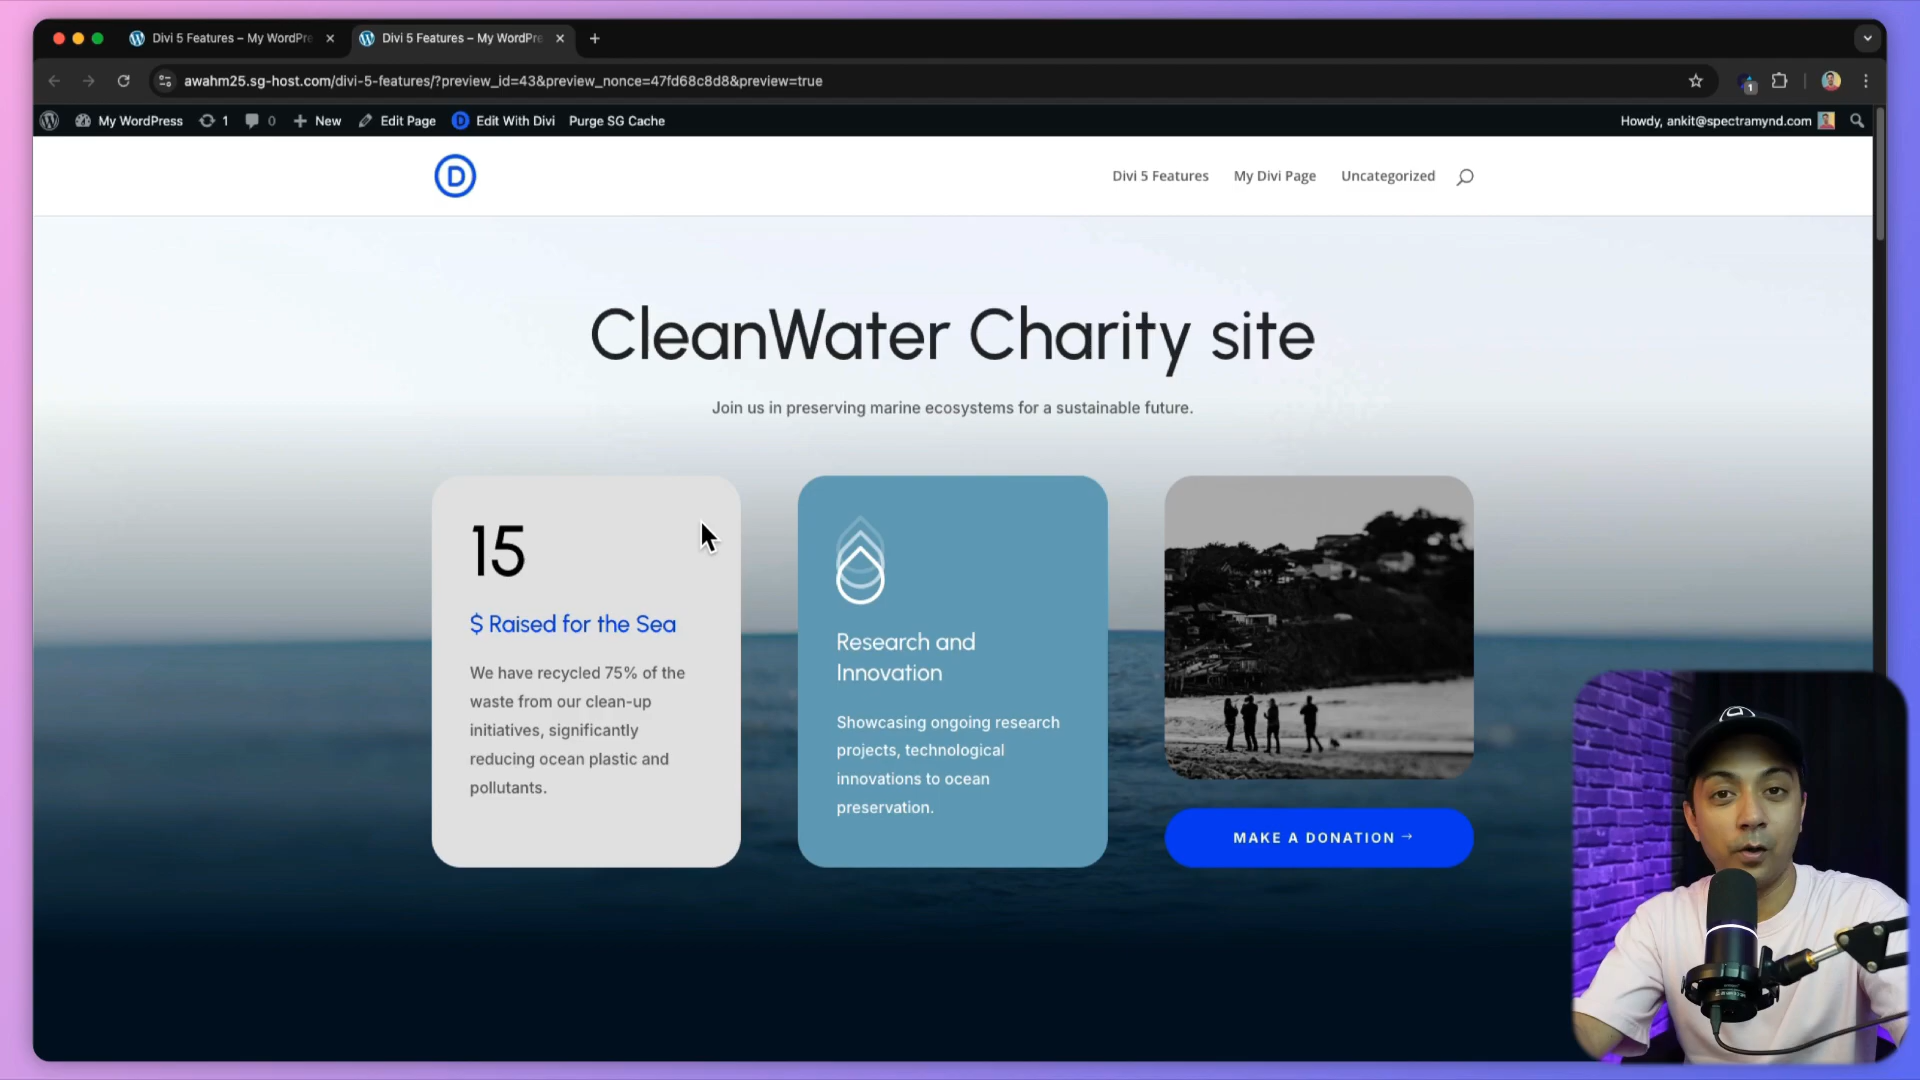 Divi 5 Features – My WordPre
Divi 5 Features – My WordPre
awahm25.sg-host.com/divi-5-features/?preview_id=43&preview_nonce=47fd68c8d8&preview=true
1
My WordPress
1
0
New
Edit Page
D
Edit With Divi
Purge SG Cache
Howdy, ankit@spectramynd.com
D
Divi 5 Features
My Divi Page
Uncategorized
CleanWater Charity site
Join us in preserving marine ecosystems for a sustainable future.
15
$ Raised for the Sea
We have recycled 75% of the
waste from our clean-up
initiatives, significantly
reducing ocean plastic and
pollutants.
Research and
Innovation
Showcasing ongoing research
projects, technological
innovations to ocean
preservation.
MAKE A DONATION →